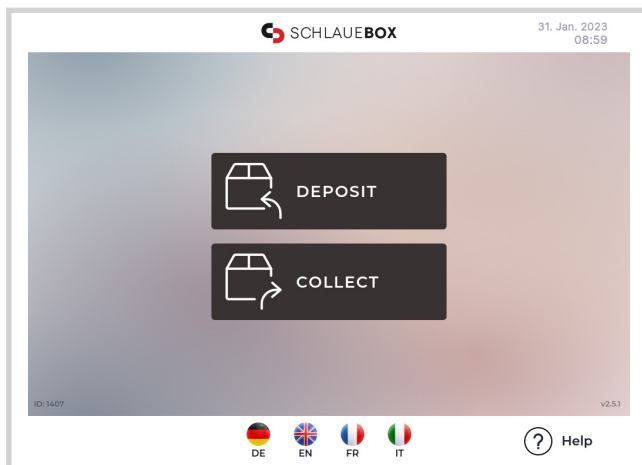 SCHLAUEBOX
31. Jan. 2023
08:59
DEPOSIT
COLLECT
ID: 1407
v2.5.1
DE
EN
FR
IT
? Help